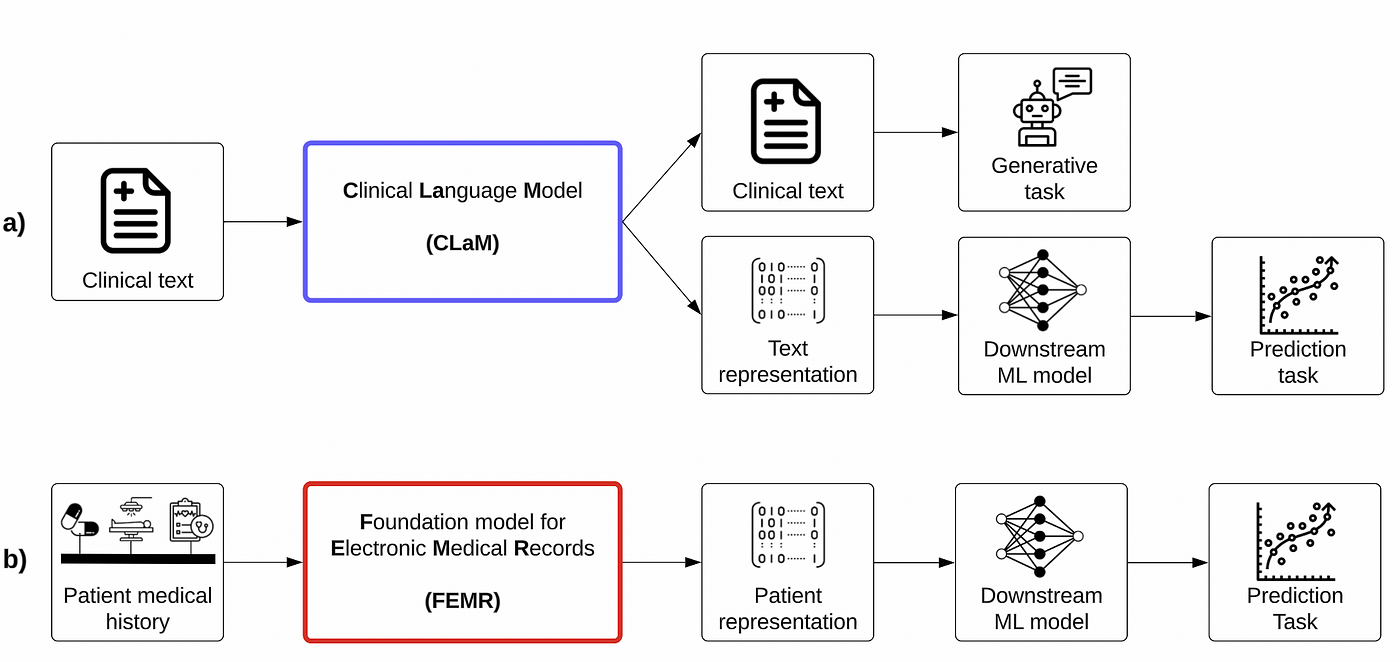 a)
Clinical text
Clinical Language Model
(CLaM)
Clinical text
Generative
task
Text
representation
Downstream
ML model
Prediction
task
b)
Patient medical
history
Foundation model for
Electronic Medical Records
(FEMR)
Patient
representation
Downstream
ML model
Prediction
Task